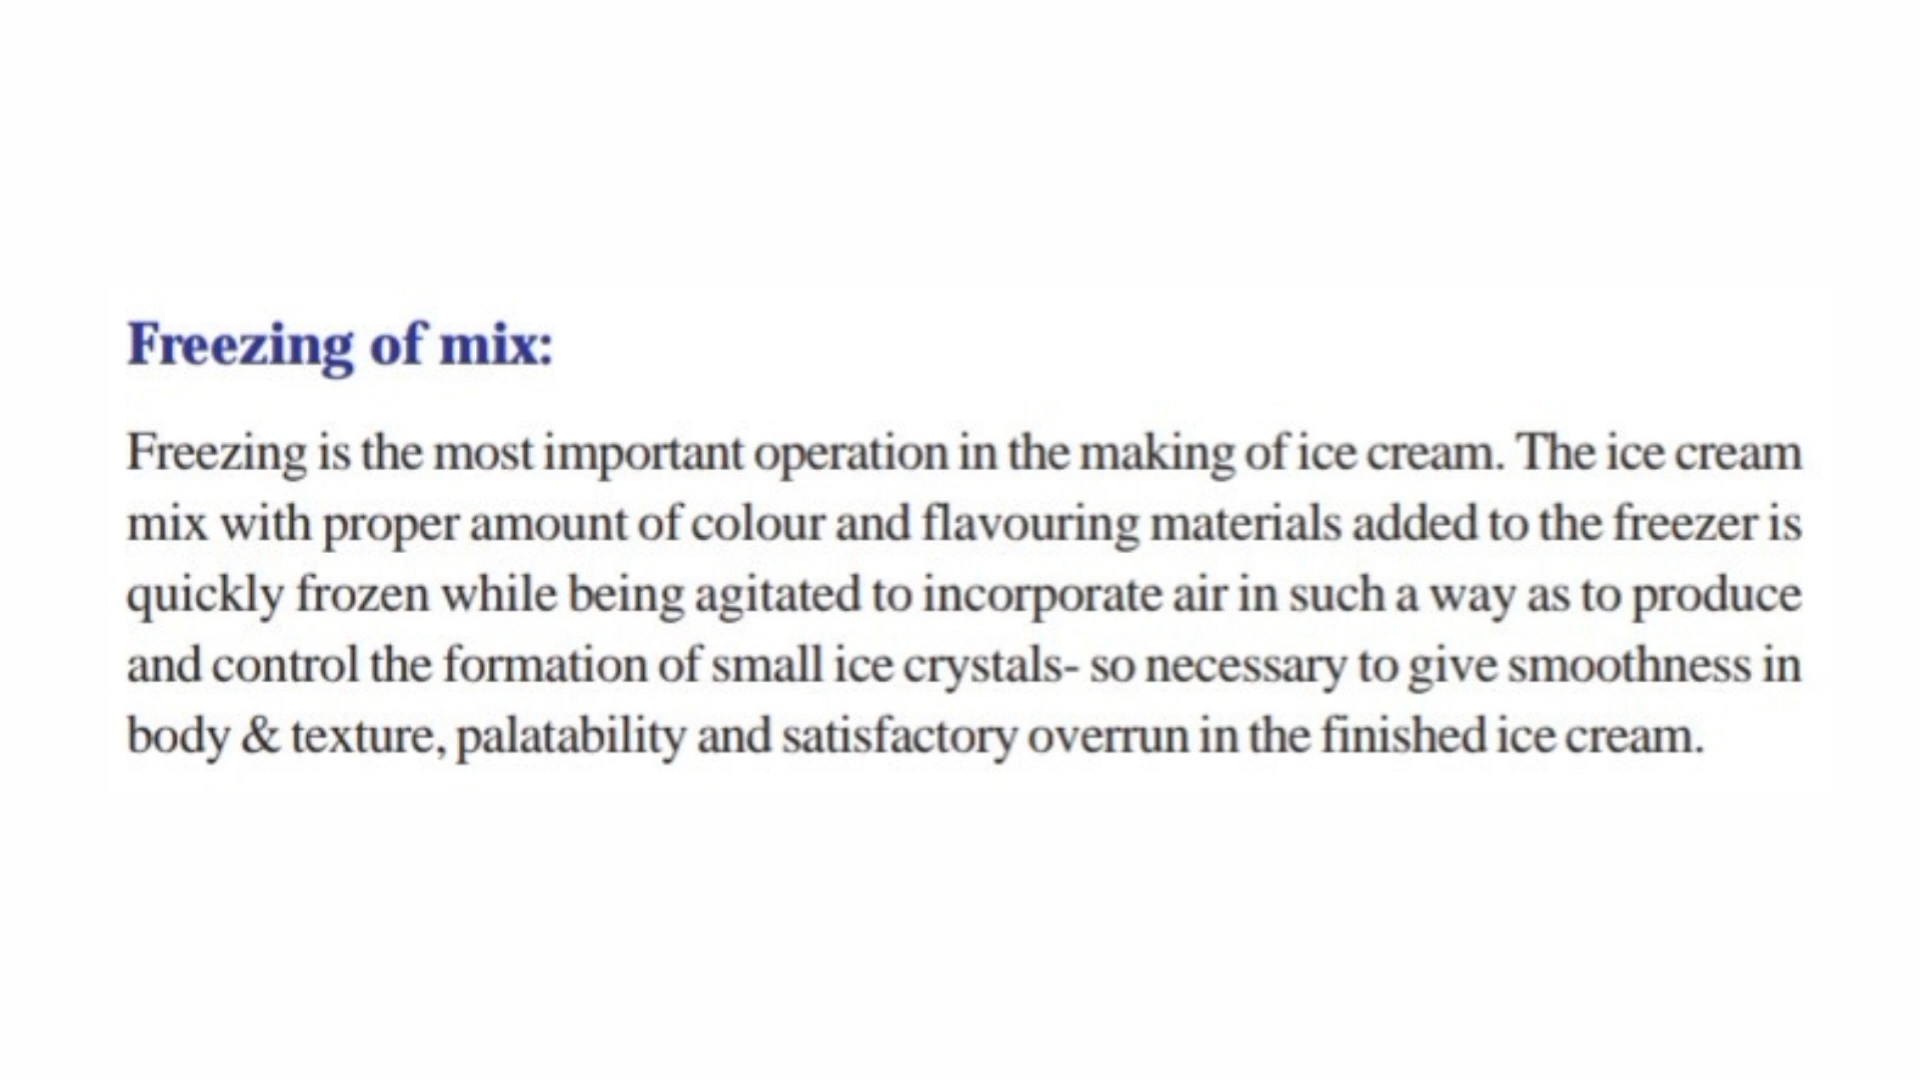 Freezing of mix:
Freezing is the most important operation in the making of ice cream. The ice cream
mix with proper amount of colour and flavouring materials added to the freezer is
quickly frozen while being agitated to incorporate air in such a way as to produce
and control the formation of small ice crystals- so necessary to give smoothness in
body & texture, palatability and satisfactory overrun in the finished ice cream.